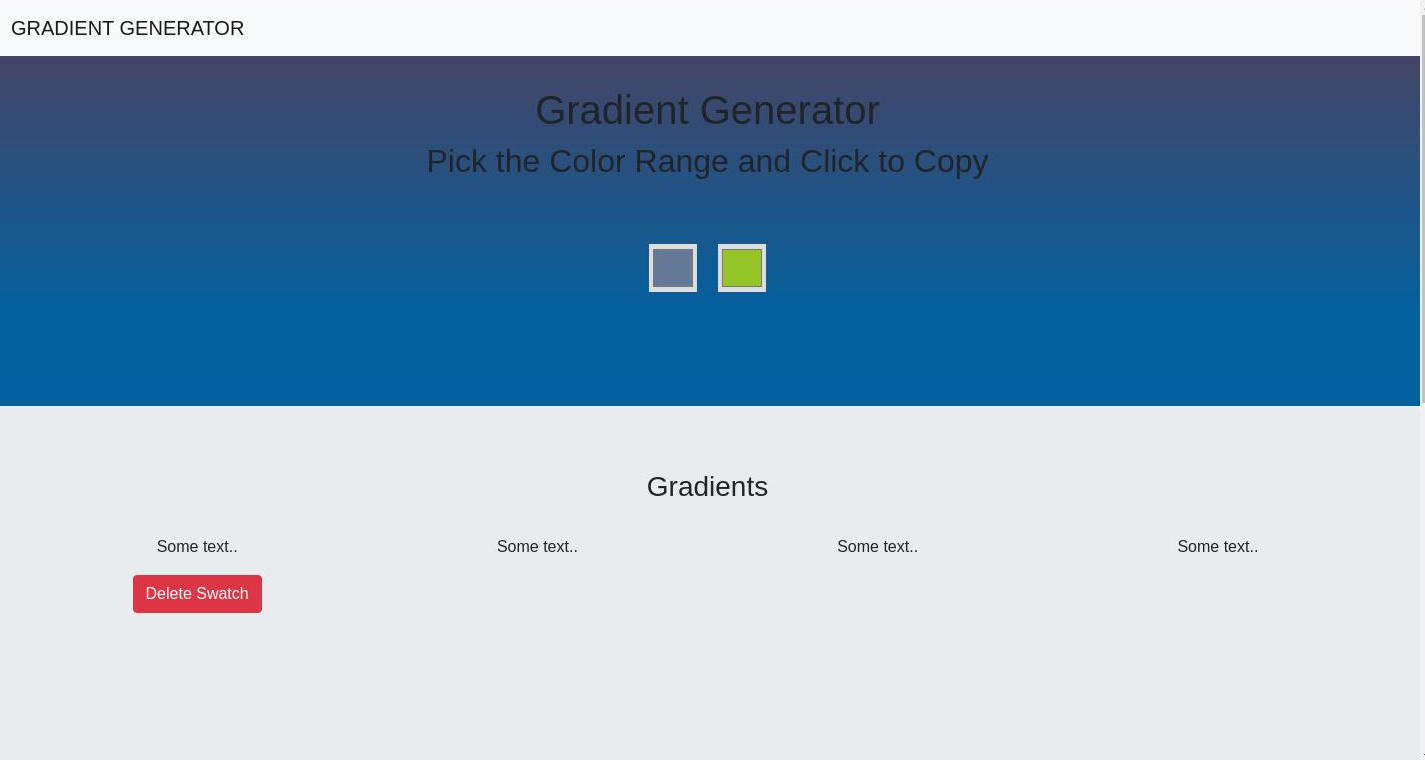 GRADIENT GENERATOR
Gradient Generator
Pick the Color Range and Click to Copy
Gradients
Some text.. Some text.. Some text.. Some text..
Delete Swatch